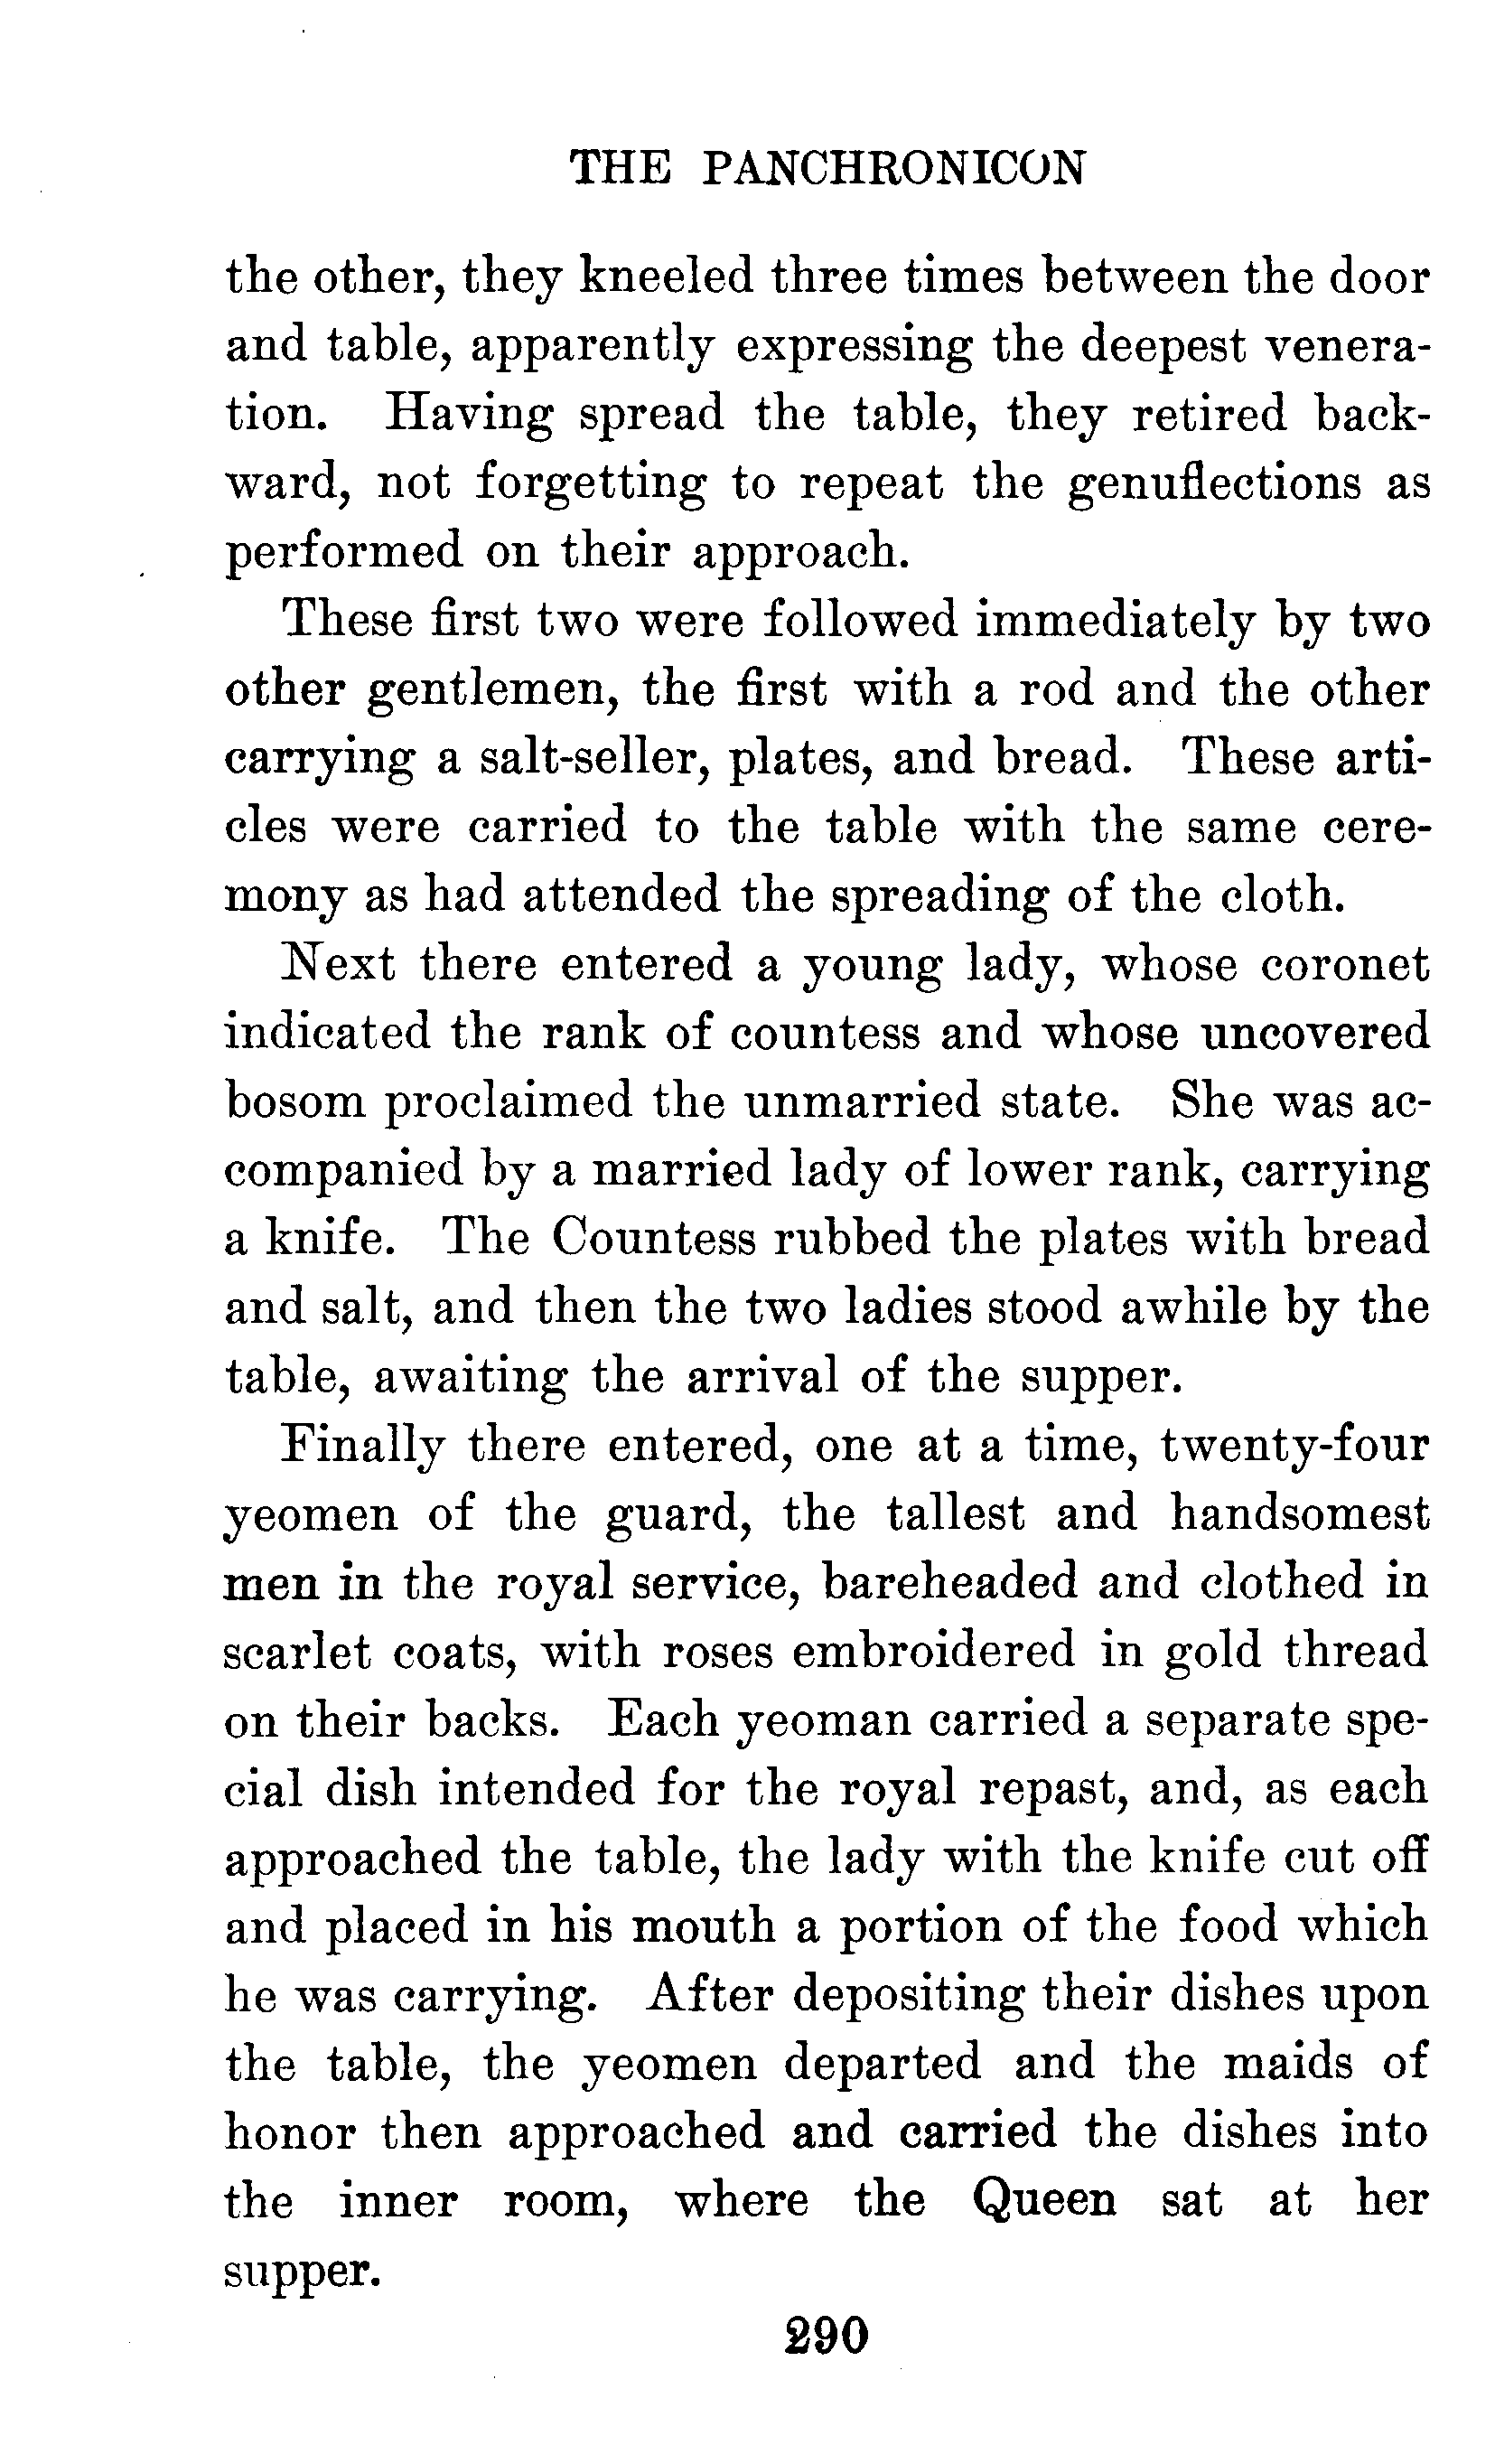 THE PANCHRONICON
the other, they kneeled three times between the door
and table, apparently expressing the deepest venera-
tion. Having spread the table, they retired back-
ward, not forgetting to repeat the genuflections as
performed on their approach.
These first two were followed immediately by two
other gentlemen, the first with a rod and the other
carrying a salt-seller, plates, and bread. These arti-
cles were carried to the table with the same cere-
mony as had attended the spreading of the cloth.
Next there entered a young lady, whose coronet
indicated the rank of countess and whose uncovered
bosom proclaimed the unmarried state. She was ac-
companied by a married lady of lower rank, carrying
a knife. The Countess rubbed the plates with bread
and salt, and then the two ladies stood awhile by the
table, awaiting the arrival of the supper.
Finally there entered, one at a time, twenty-four
yeomen of the guard, the tallest and handsomest
men in the royal service, bareheaded and clothed in
scarlet coats, with roses embroidered in gold thread
on their backs. Each yeoman carried a separate spe-
cial dish intended for the royal repast, and, as each
approached the table, the lady with the knife cut off
and placed in his mouth a portion of the food which
he was carrying. After depositing their dishes upon
the table, the yeomen departed and the maids of
honor then approached and carried the dishes into
the inner room, where the Queen sat at her
supper.
290